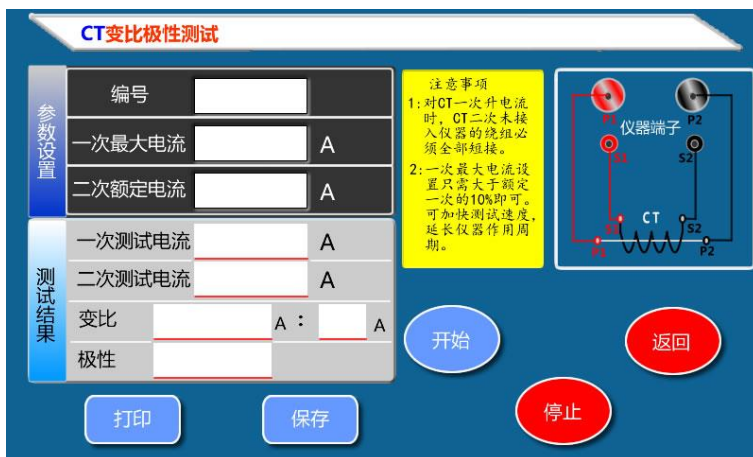 CT变比极性测试
参数设置
编号
一次最大电流 A
二次额定电流 A
测试结果
一次测试电流 A
二次测试电流 A
变比 A : A
极性
注意事项
1:对CT一次升电流
时，CT二次未接
入仪器的绕组必
须全部短接。
2:一次最大电流设
置只需大于额定
一次的10%即可。
可加快测试速度，
延长仪器作用周
期。
P1 P2
仪器端子
S1 S2
CT
S1 S2
P1 P2
开始
返回
停止
打印
保存